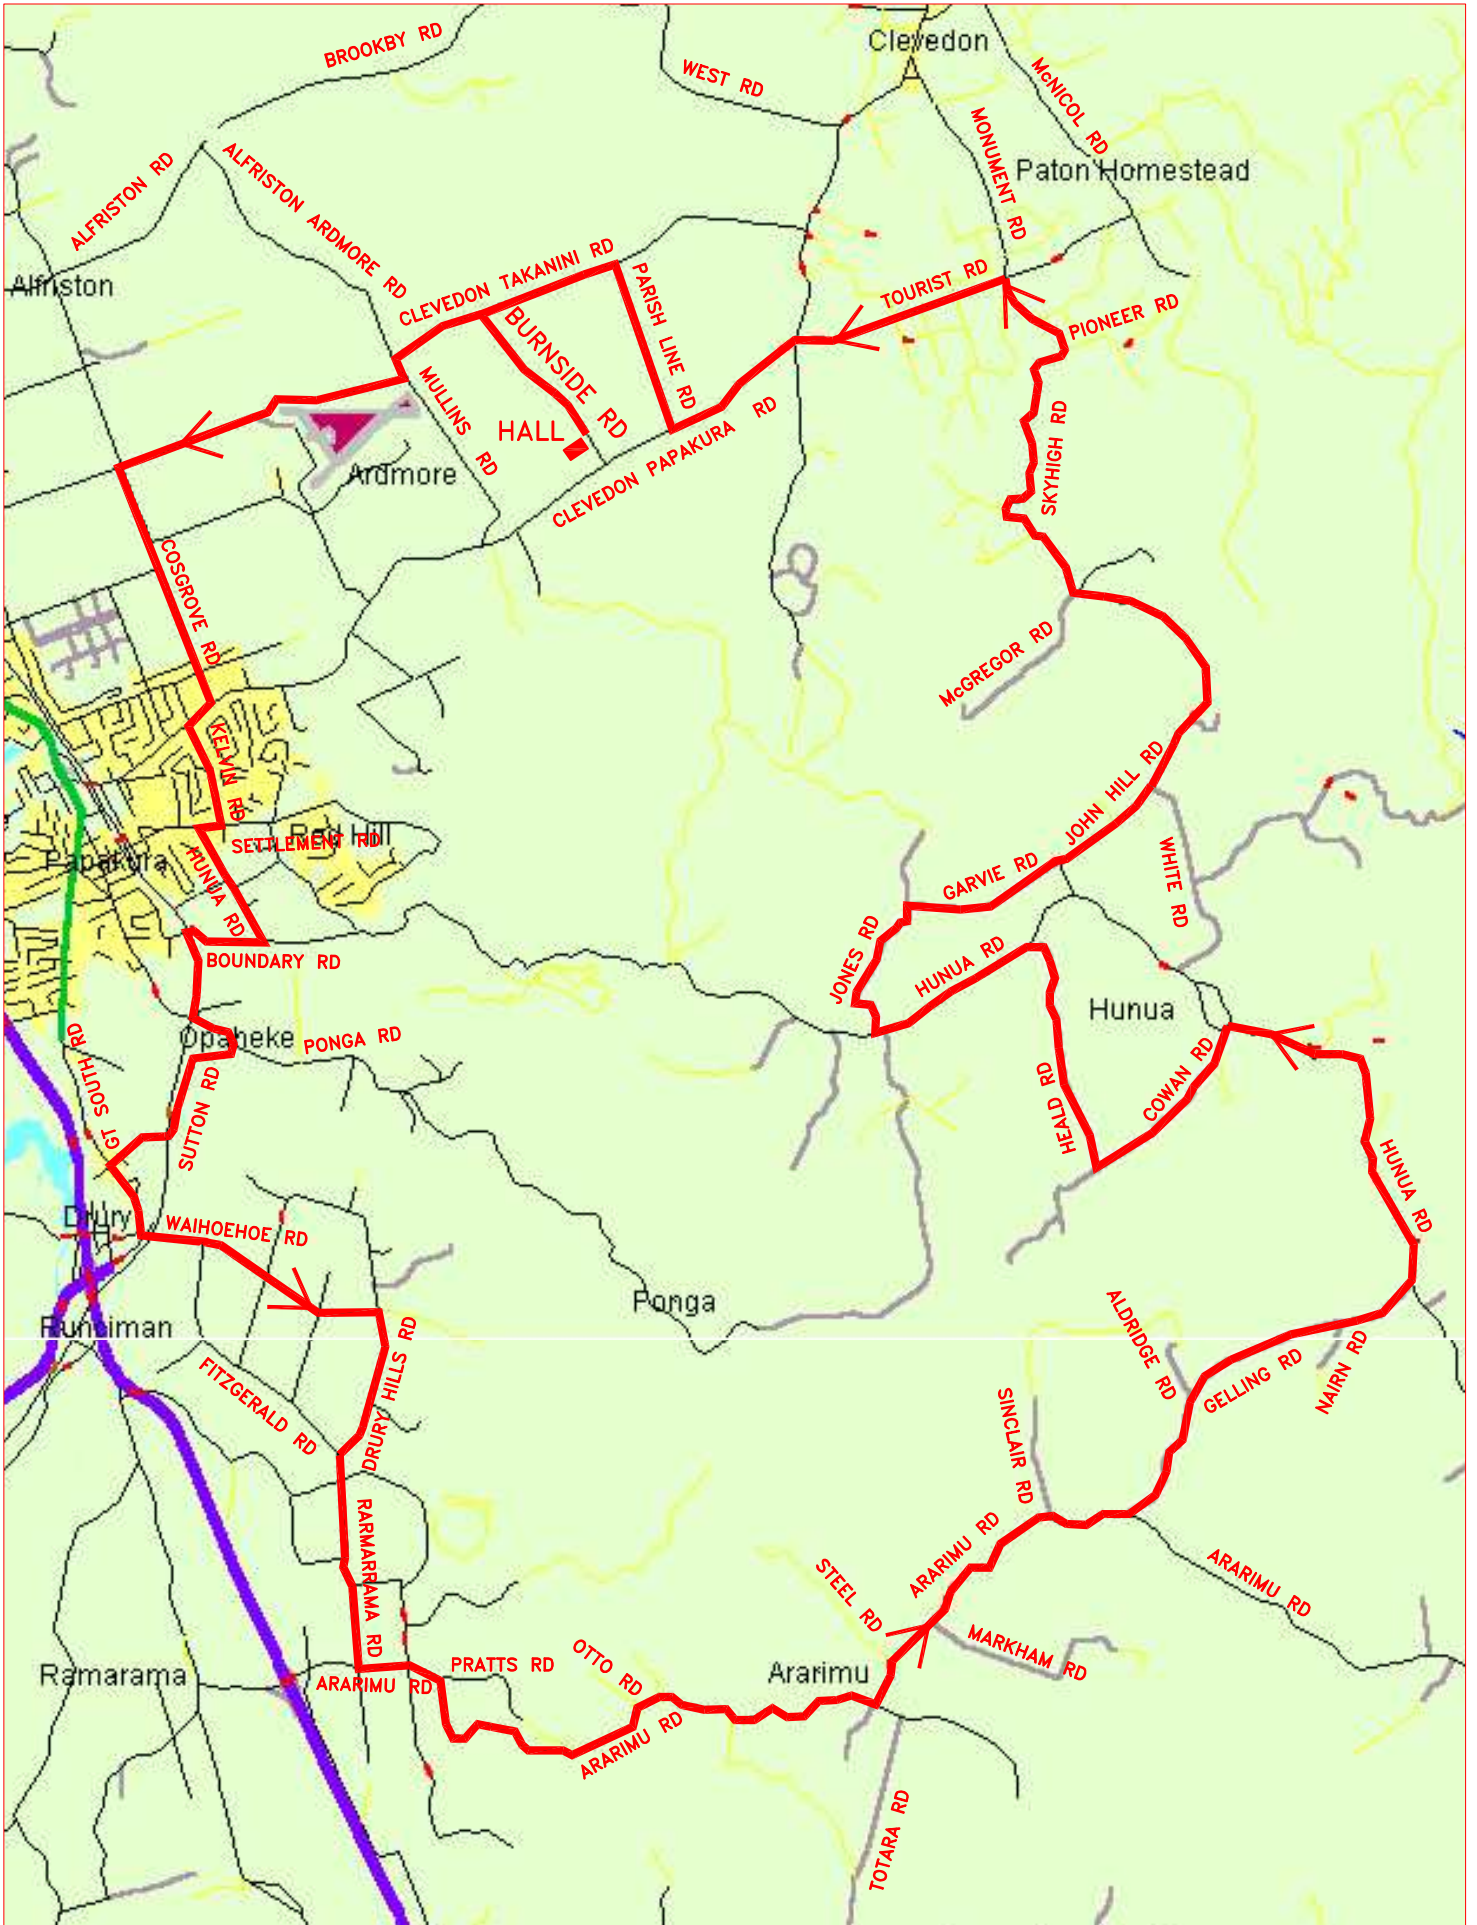 BROOKBY RD
Clevedon
WEST RD
McNICOL RD
MONUMENT RD
ALFRISTON RD
ALFRISTON ARDMORE RD
Paton Homestead
Alfriston
CLEVEDON TAKANINI RD
PARISH LINE RD
TOURIST RD
PIONEER RD
BURNSIDE RD
MULLINS RD
HALL
CLEVEDON PAPAKURA RD
SKYHIGH RD
Ardmore
COSGROVE RD
McGREGOR RD
KELVIN RD
JOHN HILL RD
Red Hill
SETTLEMENT RD
Papakura
HUNUA RD
GARVIE RD
WHITE RD
JONES RD
HUNUA RD
BOUNDARY RD
Hunua
Opaheke
PONGA RD
GT SOUTH RD
SUTTON RD
HEALD RD
COWAN RD
HUNUA RD
Drury
WAIHOEHOE RD
Ponga
Runciman
DRURY HILLS RD
FITZGERALD RD
ALDRIDGE RD
GELLING RD
NAIRN RD
SINCLAIR RD
RARMARRAMA RD
ARARIMU RD
ARARIMU RD
STEEL RD
MARKHAM RD
OTTO RD
PRATTS RD
Ramarama
ARARIMU RD
Ararimu
ARARIMU RD
TOTARA RD